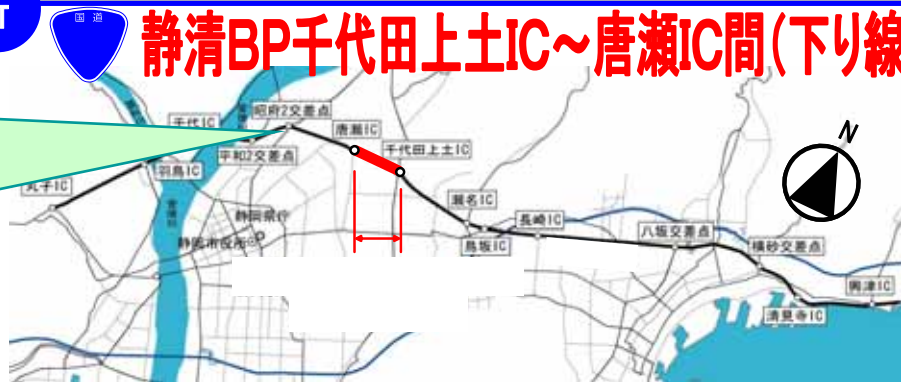 国道
静清BP千代田上土IC～唐瀬IC間(下り線
千代IC
昭府2交差点
唐瀬IC
千代田上土IC
平和2交差点
羽鳥IC
丸子IC
瀬名IC
長崎IC
鳥坂IC
八坂交差点
横砂交差点
興津IC
清見寺IC
静岡県庁
静岡市役所
N